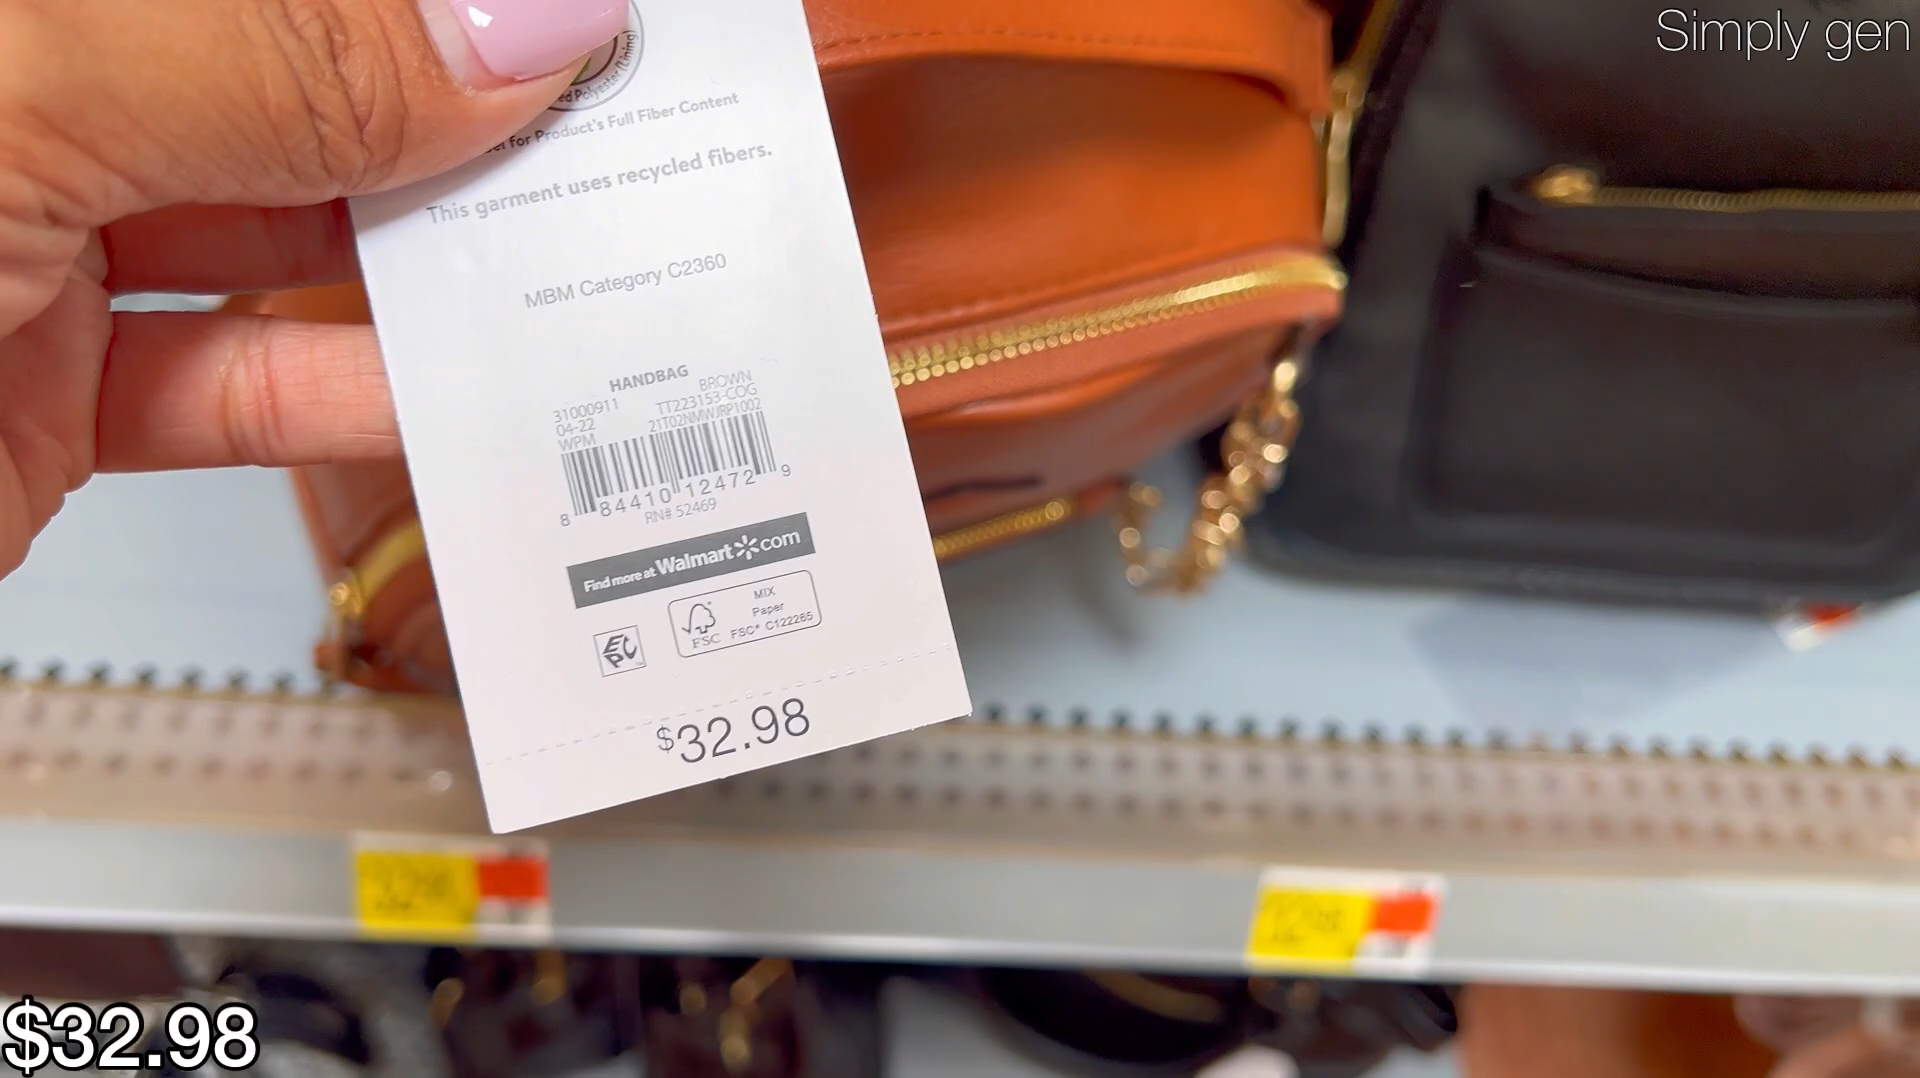 Simply gen
ed Polyester (Lining)
for Product's Full Fiber Content
This garment uses recycled fibers.
MBM Category C2360
HANDBAG
31000911 BROWN
04-22 TT223153-COG
WPM 21T02NMWJRP1002
8 84410 12472 9
RN# 52469
Find more at Walmart com
EPC
FSC
MIX
Paper
FSC® C122265
$32.98
$32.98